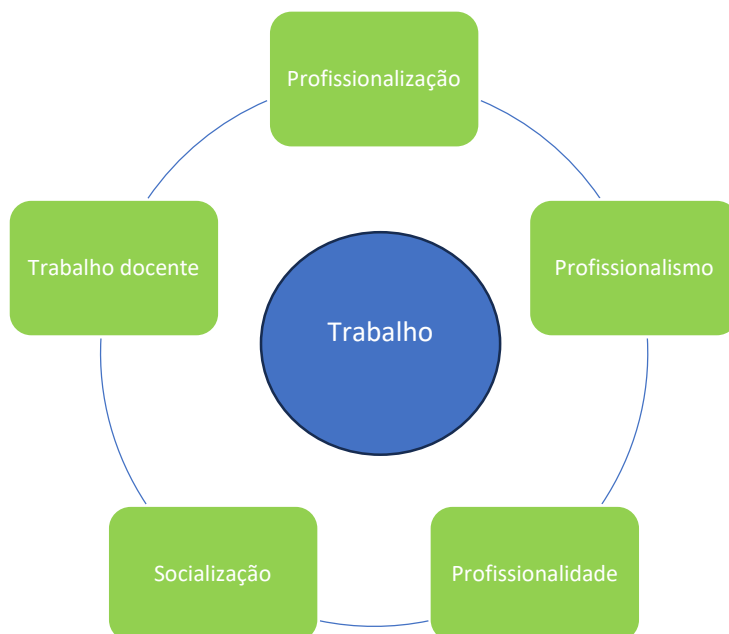 Profissionalização
Trabalho docente
Profissionalismo
Trabalho
Socialização
Profissionalidade